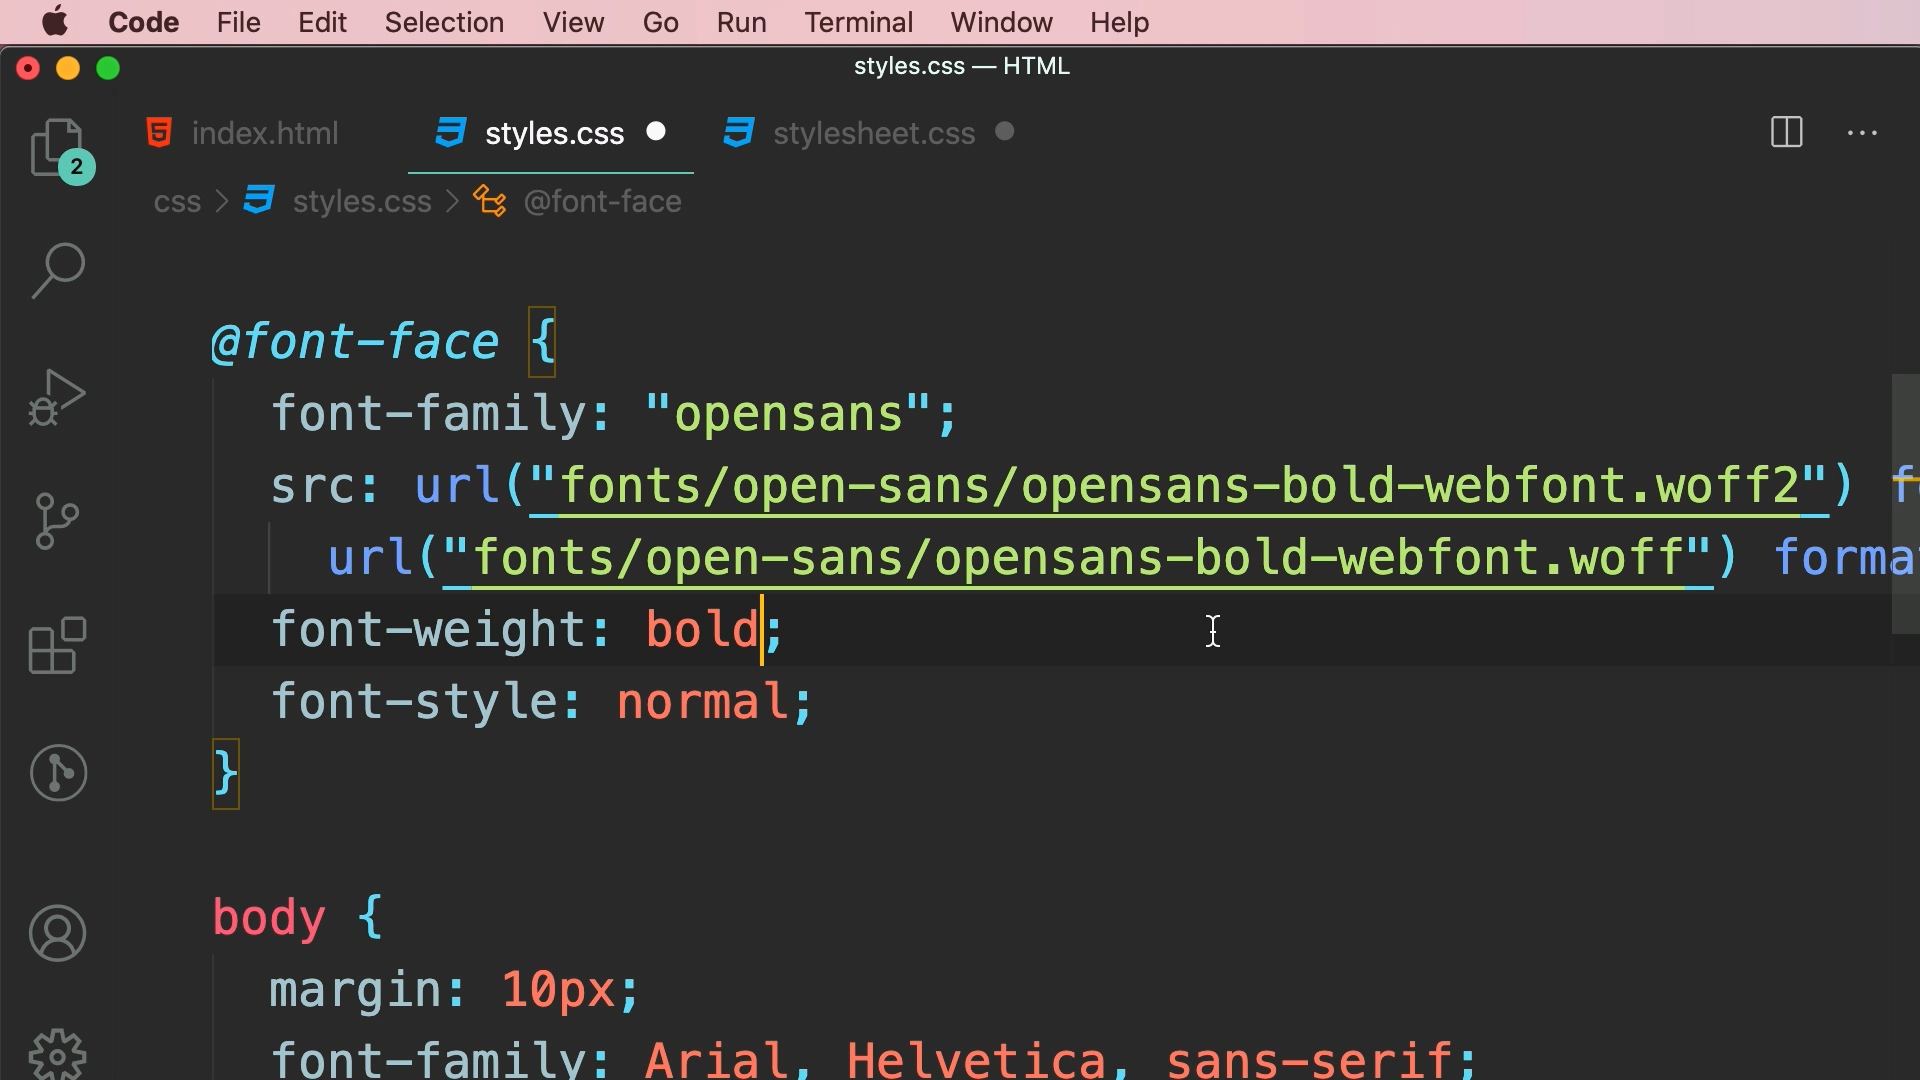 Code File Edit Selection View Go Run Terminal Window Help
styles.css — HTML
index.html styles.css stylesheet.css
2
css > styles.css > @font-face
@font-face {
font-family: "opensans";
src: url("fonts/open-sans/opensans-bold-webfont.woff2") fo
url("fonts/open-sans/opensans-bold-webfont.woff") forma
font-weight: bold;
font-style: normal;
}
body {
margin: 10px;
font-family: Arial, Helvetica, sans-serif;